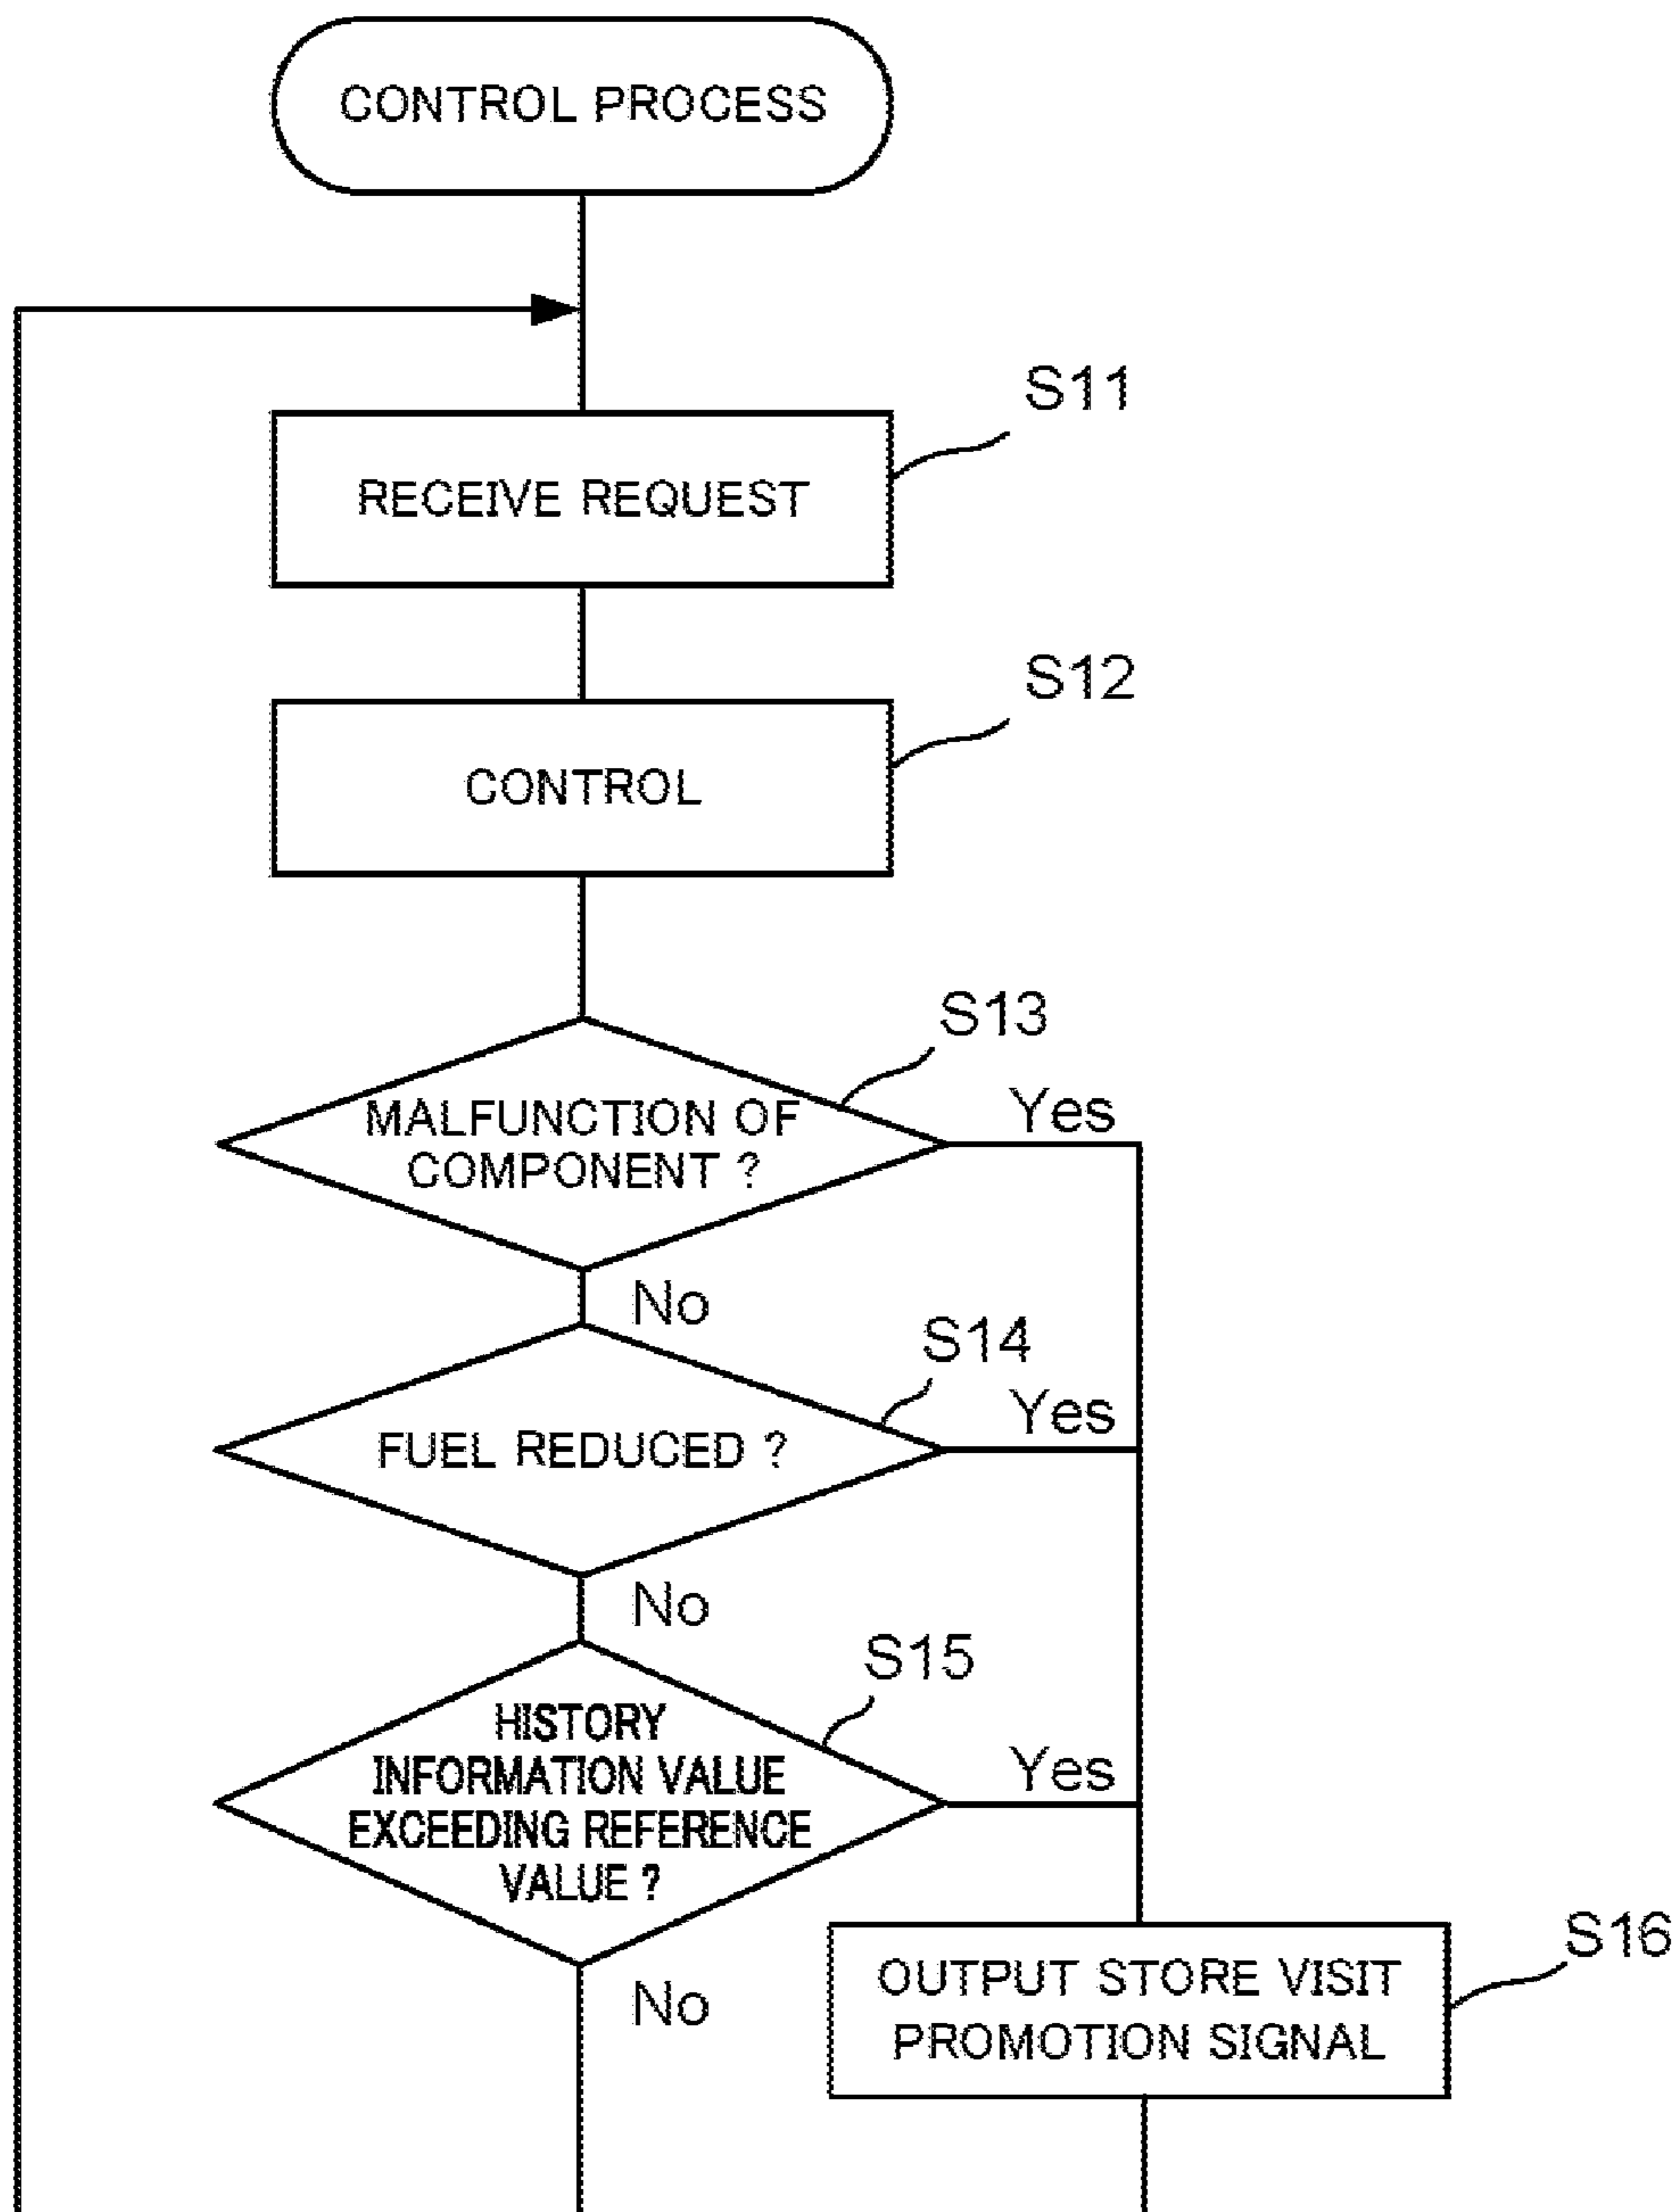 CONTROL PROCESS
S11
RECEIVE REQUEST
S12
CONTROL
S13
MALFUNCTION OF
COMPONENT ?
Yes
No
S14
FUEL REDUCED ?
Yes
No
S15
HISTORY
INFORMATION VALUE
EXCEEDING REFERENCE
VALUE ?
Yes
No
S16
OUTPUT STORE VISIT
PROMOTION SIGNAL